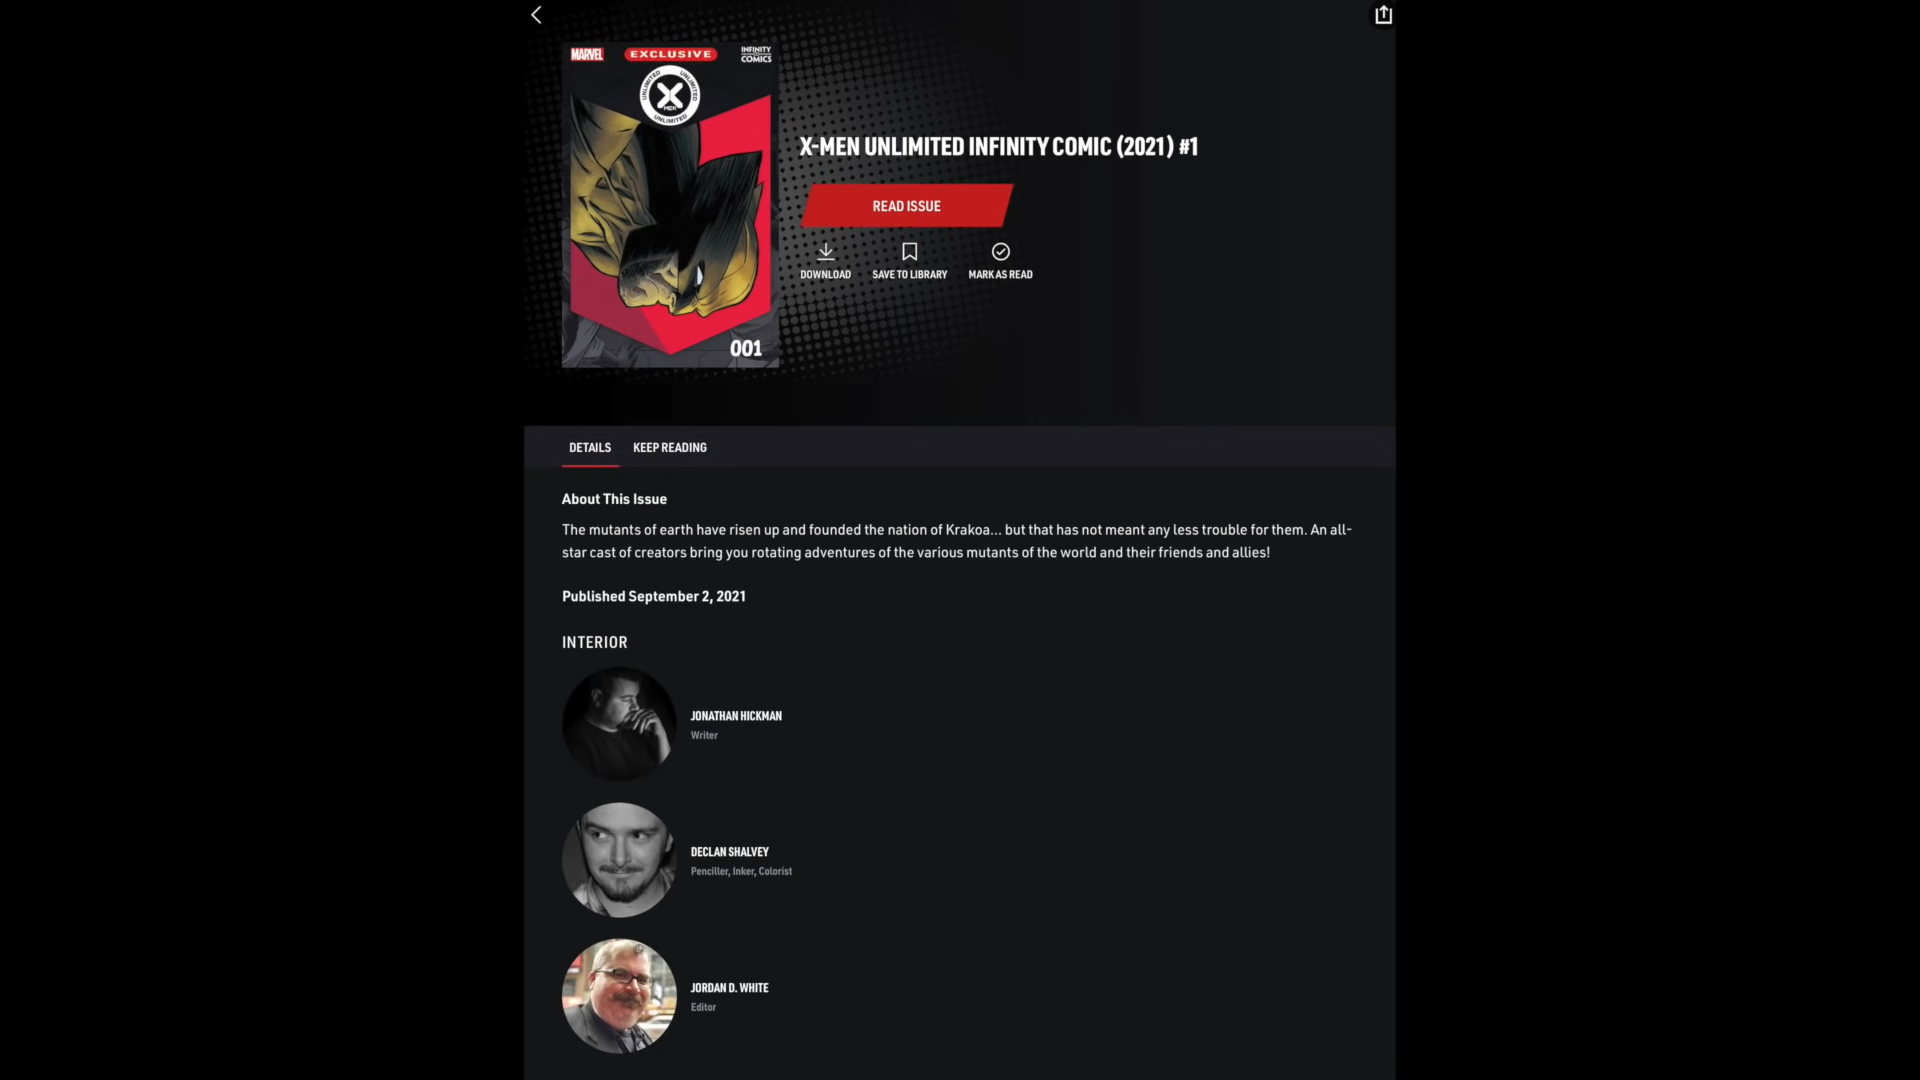 MARVEL
EXCLUSIVE
INFINITY
COMICS
UNLIMITED
UNLIMITED
X
MEN
UNLIMITED
001
X-MEN UNLIMITED INFINITY COMIC (2021) #1
READ ISSUE
DOWNLOAD
SAVE TO LIBRARY
MARK AS READ
DETAILS
KEEP READING
About This Issue
The mutants of earth have risen up and founded the nation of Krakoa... but that has not meant any less trouble for them. An all-
star cast of creators bring you rotating adventures of the various mutants of the world and their friends and allies!
Published September 2, 2021
INTERIOR
JONATHAN HICKMAN
Writer
DECLAN SHALVEY
Penciller, Inker, Colorist
JORDAN D. WHITE
Editor